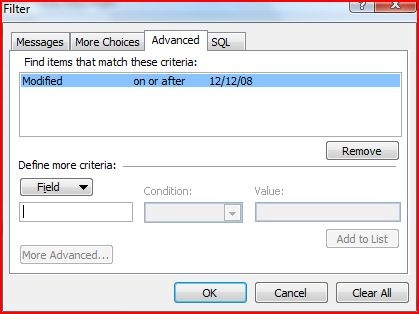 Filter
Messages More Choices Advanced SQL
Find items that match these criteria:
Modified on or after 12/12/08
Remove
Define more criteria:
Field Condition: Value:
Add to List
More Advanced...
OK Cancel Clear All